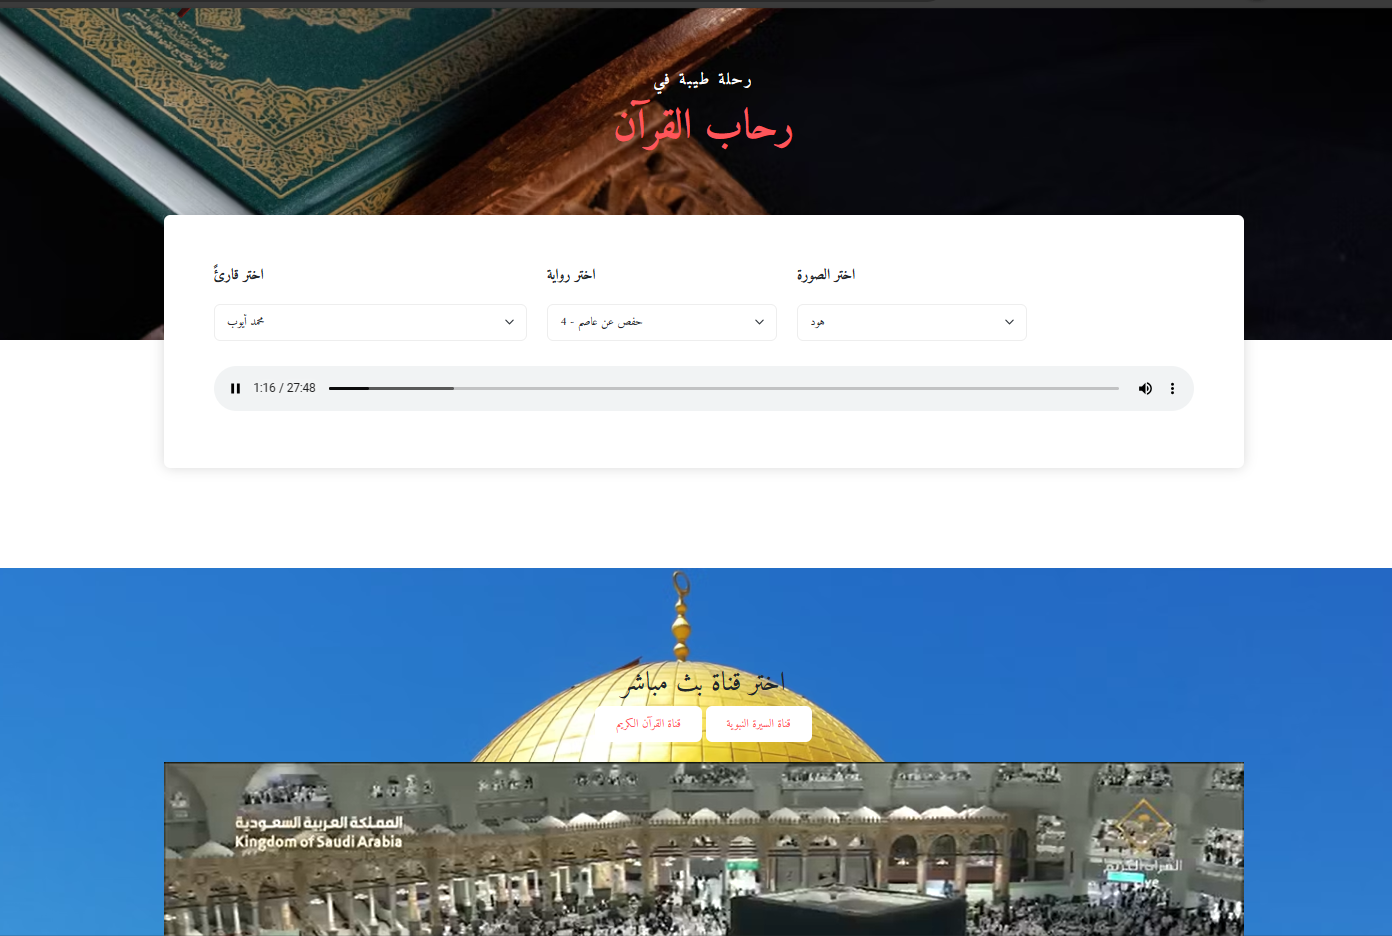 رحلة طيبة في
رحاب القرآن
اختر قارئً
اختر رواية
اختر الصورة
محمد أيوب
حفص عن عاصم - 4
هود
1:16 / 27:48
اختر قناة بث مباشر
قناة القرآن الكريم
قناة السيرة النبوية
المملكة العربية السعودية
Kingdom of Saudi Arabia
القرآن الكريم